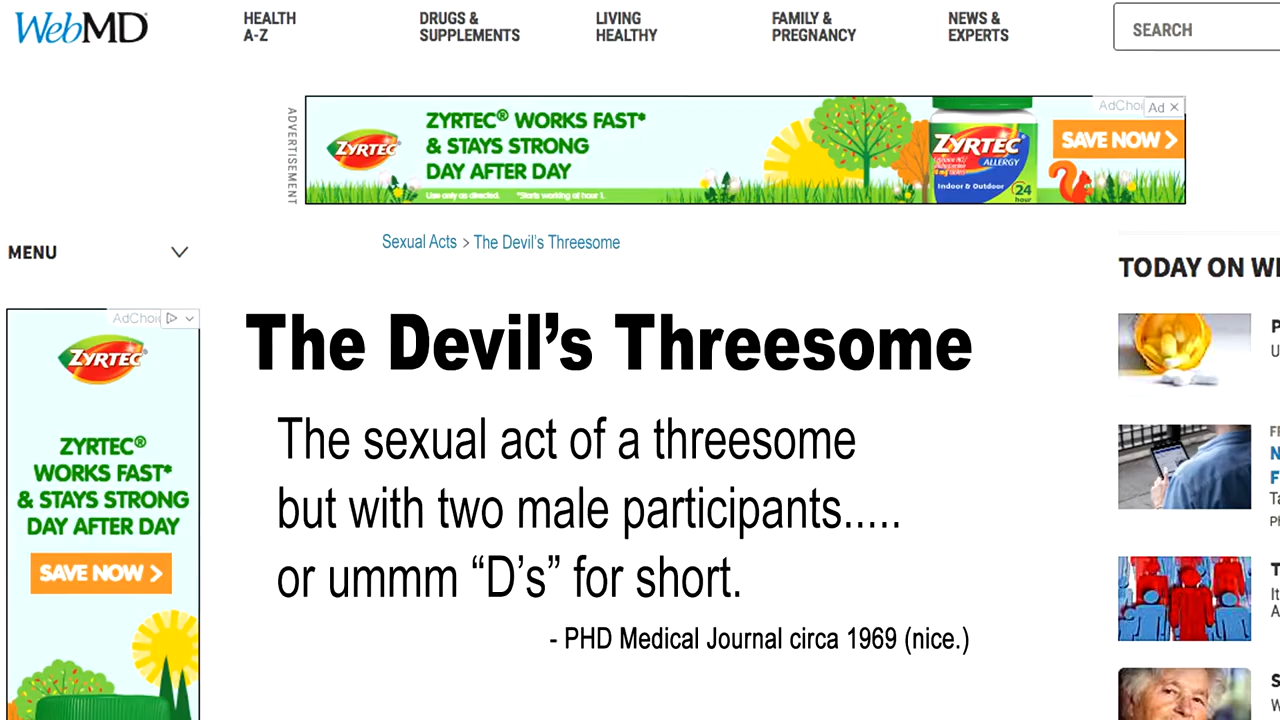 WebMD
HEALTH
A-Z
DRUGS &
SUPPLEMENTS
LIVING
HEALTHY
FAMILY &
PREGNANCY
NEWS &
EXPERTS
SEARCH
ADVERTISEMENT
ZYRTEC
ZYRTEC® WORKS FAST*
& STAYS STRONG
DAY AFTER DAY
Use only as directed. *Starts working at hour 1.
ZYRTEC
ALLERGY
Indoor & Outdoor
24
hour
AdChoi
Ad
SAVE NOW
MENU
Sexual Acts > The Devil's Threesome
TODAY ON
AdChoi
ZYRTEC
ZYRTEC®
WORKS FAST*
& STAYS STRONG
DAY AFTER DAY
SAVE NOW
The Devil's Threesome
The sexual act of a threesome
but with two male participants.....
or ummm “D's” for short.
- PHD Medical Journal circa 1969 (nice.)